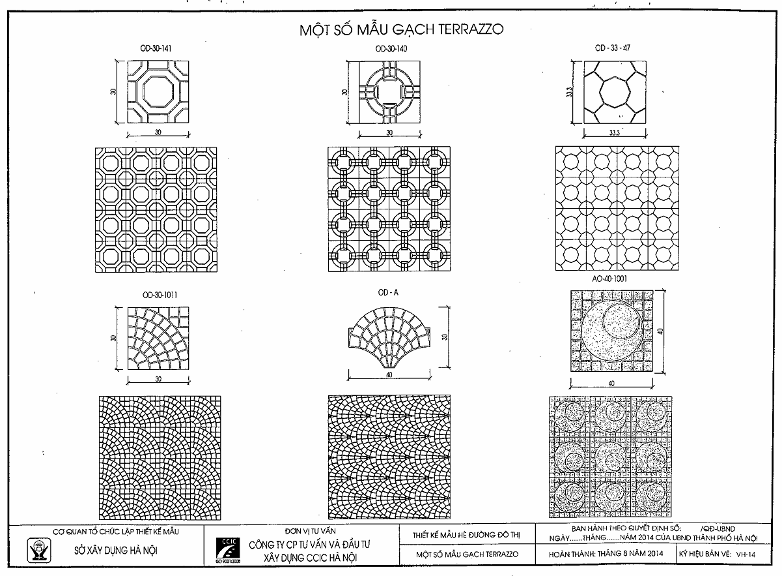 MỘT SỐ MẪU GẠCH TERRAZZO
OD-30-141
OD-30-140
CD - 33 - 47
30
30
30
30
33.3
33.3
OD-30-1011
CD - A
AO-40-1001
30
30
30
40
40
40
CƠ QUAN TỔ CHỨC LẬP THIẾT KẾ MẪU
SỞ XÂY DỰNG HÀ NỘI
CCIC
ĐƠN VỊ TƯ VẤN
CÔNG TY CP TƯ VẤN VÀ ĐẦU TƯ
XÂY DỰNG CCIC HÀ NỘI
THIẾT KẾ MẪU HÈ ĐƯỜNG ĐÔ THỊ
MỘT SỐ MẪU GẠCH TERRAZZO
BAN HÀNH THEO QUYẾT ĐỊNH SỐ: /QĐ-UBND
NGÀY.......THÁNG.......NĂM 2014 CỦA UBND THÀNH PHỐ HÀ NỘI
HOÀN THÀNH: THÁNG 8 NĂM 2014
KÝ HIỆU BẢN VẼ: VH-14